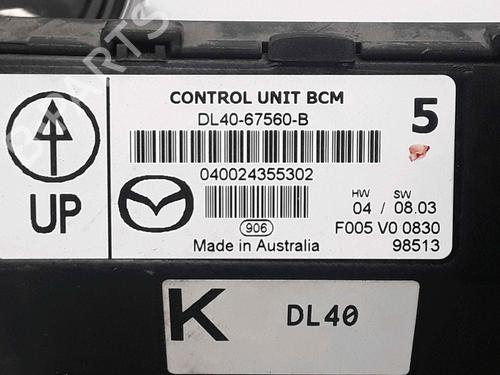 CONTROL UNIT BCM
DL40-67560-B
5
040024355302
HW SW
04 / 08.03
UP
906
F005 V0 0830
Made in Australia
98513
K
DL40